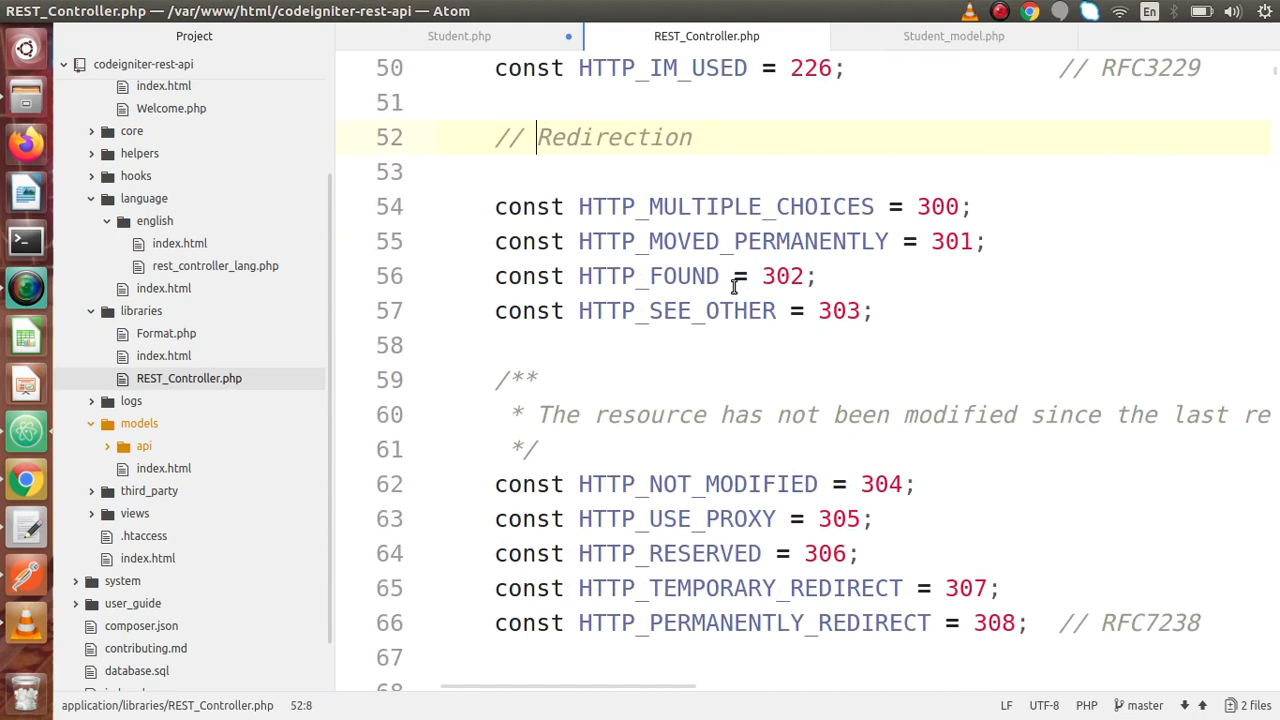 REST_Controller.php — /var/www/html/codeigniter-rest-api — Atom
En
Project
Student.php
REST_Controller.php
Student_model.php
codeigniter-rest-api
index.html
Welcome.php
core
helpers
hooks
language
english
index.html
rest_controller_lang.php
index.html
libraries
Format.php
index.html
REST_Controller.php
logs
models
api
index.html
third_party
views
.htaccess
index.html
system
user_guide
composer.json
contributing.md
database.sql
50 const HTTP_IM_USED = 226; // RFC3229
51
52 // Redirection
53
54 const HTTP_MULTIPLE_CHOICES = 300;
55 const HTTP_MOVED_PERMANENTLY = 301;
56 const HTTP_FOUND = 302;
57 const HTTP_SEE_OTHER = 303;
58
59 /**
60 * The resource has not been modified since the last re
61 */
62 const HTTP_NOT_MODIFIED = 304;
63 const HTTP_USE_PROXY = 305;
64 const HTTP_RESERVED = 306;
65 const HTTP_TEMPORARY_REDIRECT = 307;
66 const HTTP_PERMANENTLY_REDIRECT = 308; // RFC7238
67
68
application/libraries/REST_Controller.php 52:8
LF UTF-8 PHP master 2 files